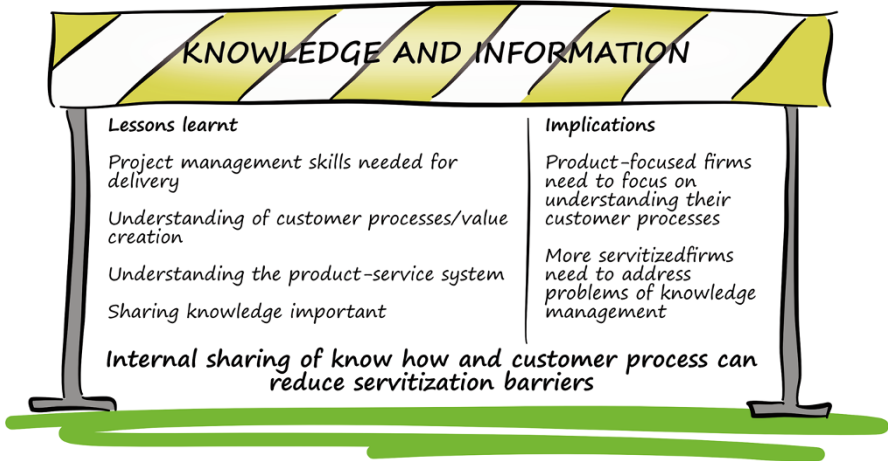 KNOWLEDGE AND INFORMATION
Lessons learnt
Project management skills needed for
delivery
Understanding of customer processes/value
creation
Understanding the product-service system
Sharing knowledge important
Implications
Product-focused firms
need to focus on
understanding their
customer processes
More servitizedfirms
need to address
problems of knowledge
management
Internal sharing of know how and customer process can
reduce servitization barriers